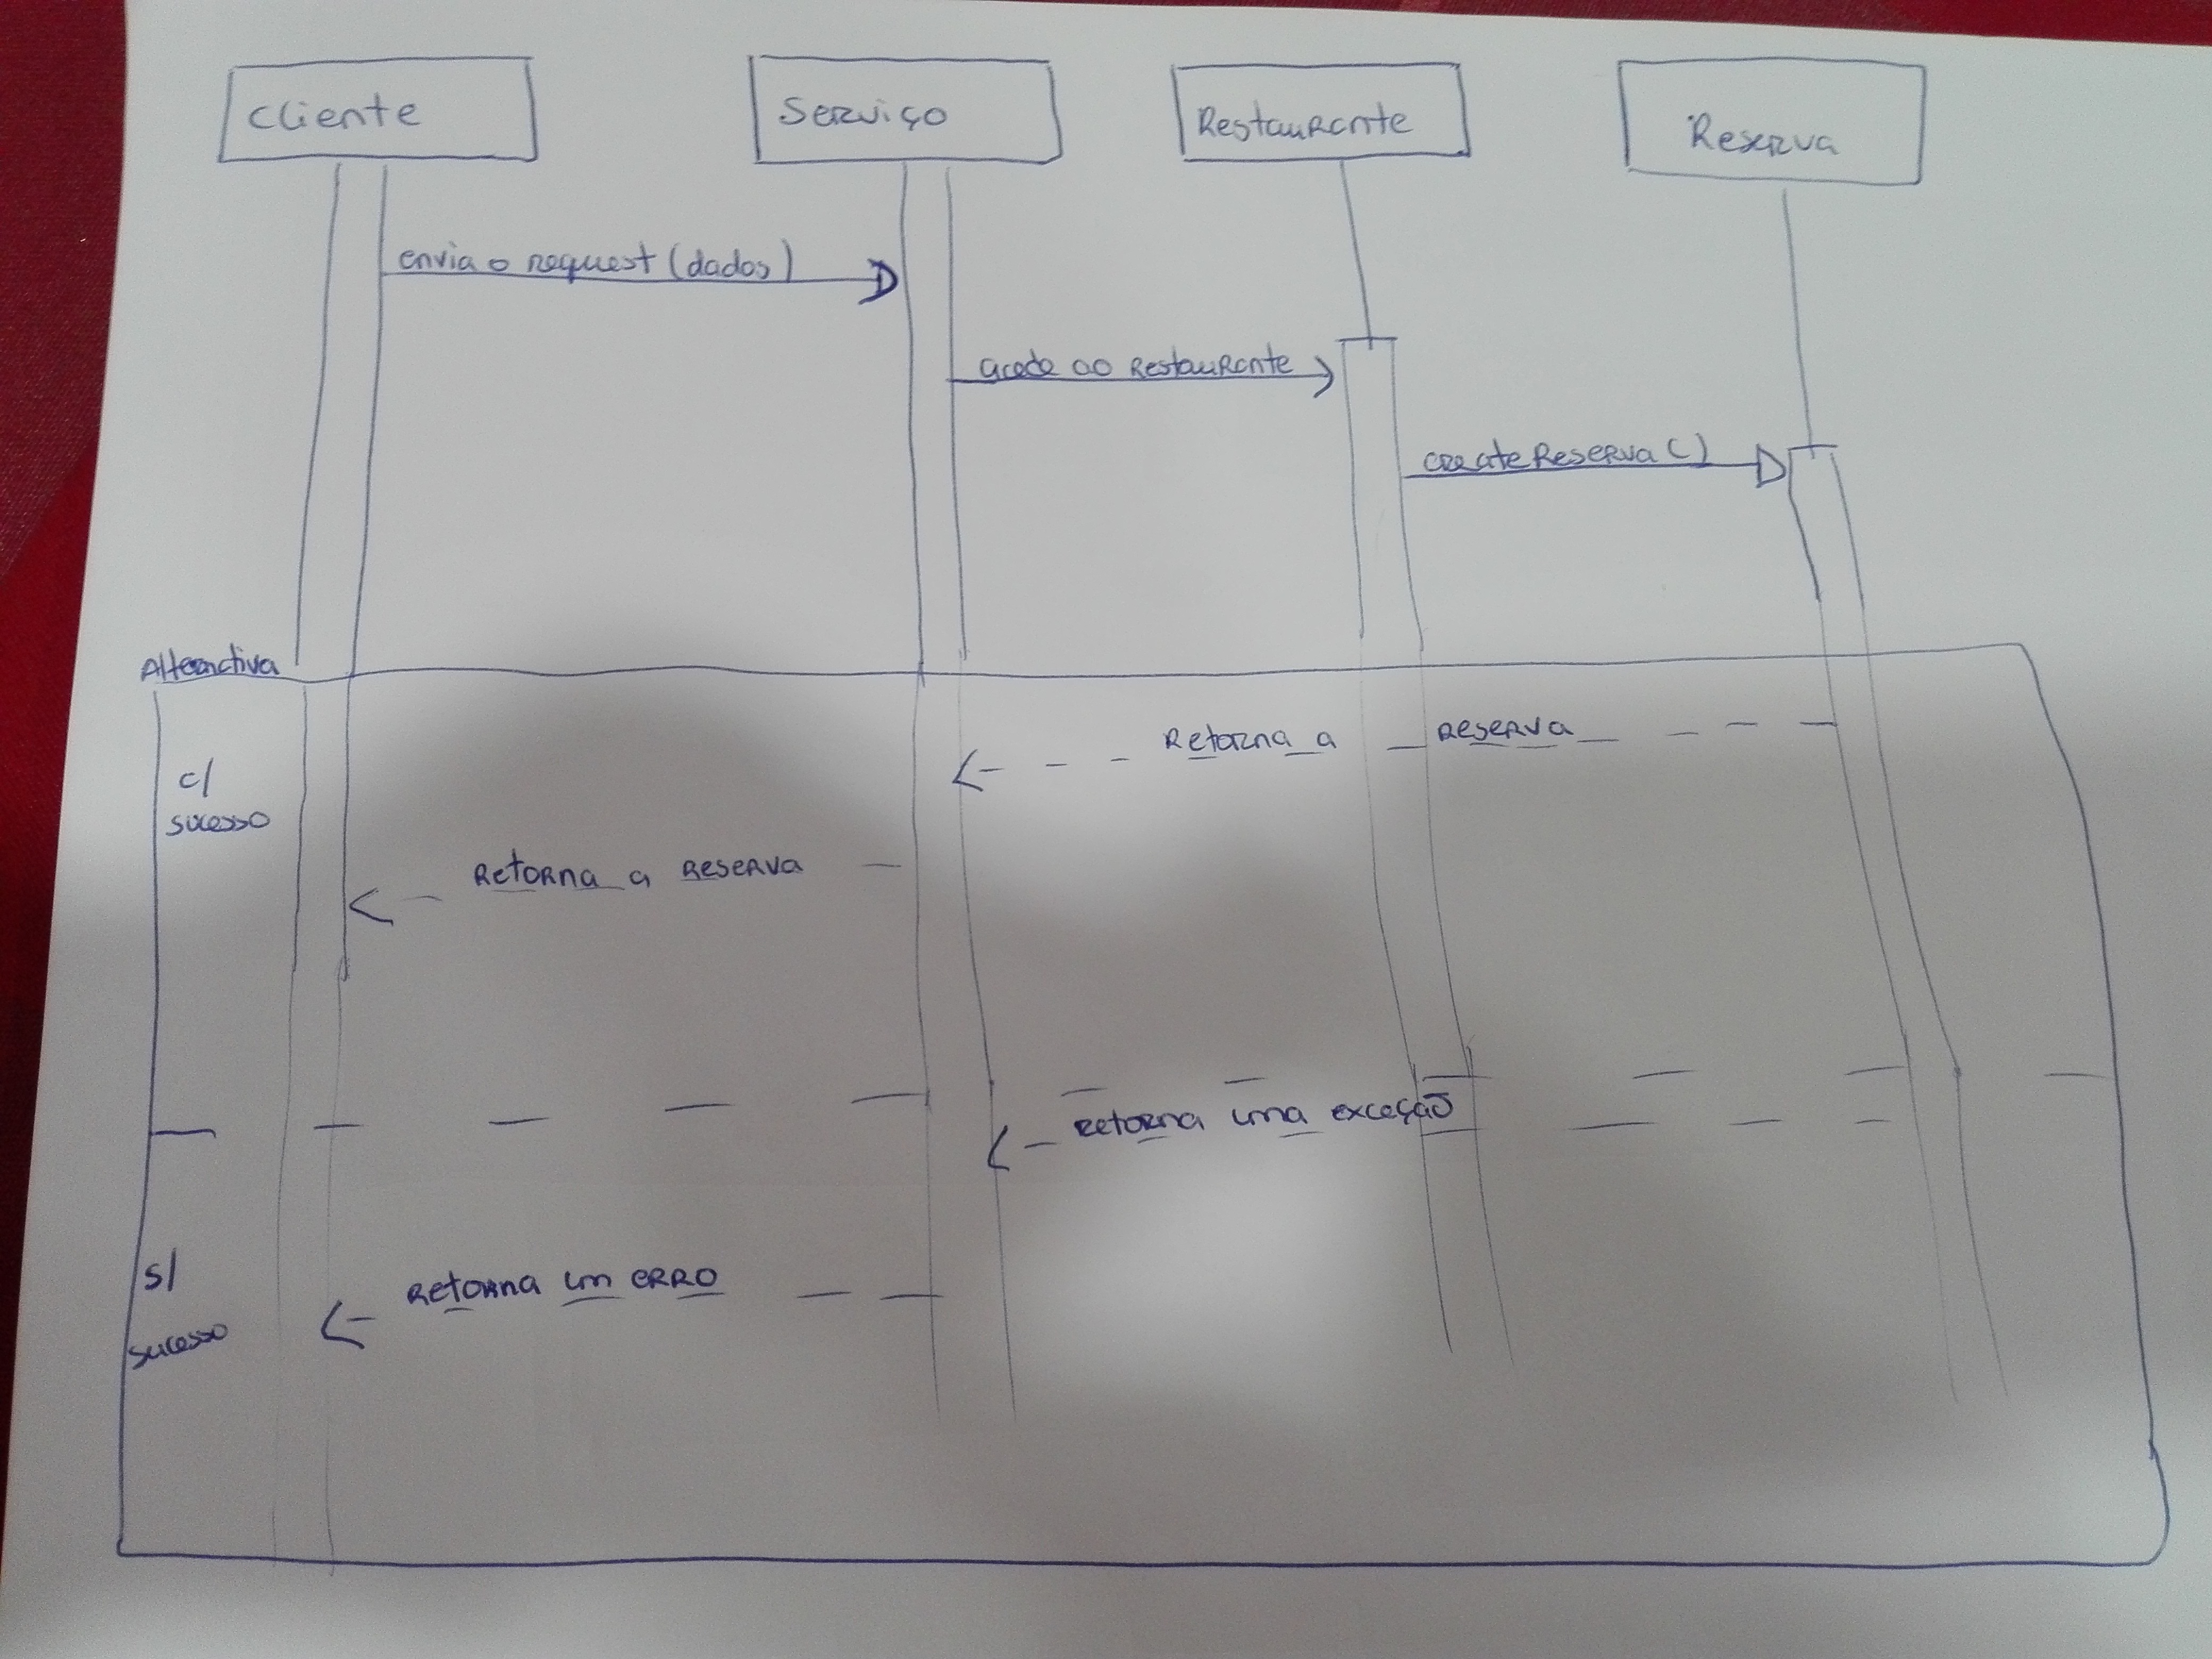 Cliente
Serviço
Restaurante
Reserva
envia o request (dados)
acede ao Restaurante
createReserva ()
Alternativa
Retorna a Reserva
c/
sucesso
Retorna a Reserva
Retorna uma exceção
s/
sucesso
Retorna um erro